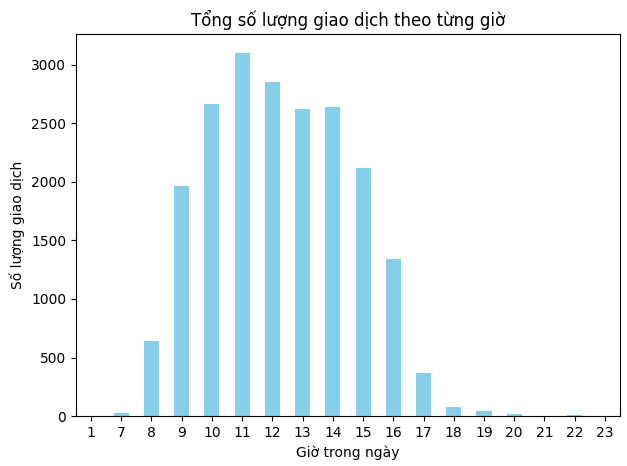 Tổng số lượng giao dịch theo từng giờ
Số lượng giao dịch
3000
2500
2000
1500
1000
500
0
1 7 8 9 10 11 12 13 14 15 16 17 18 19 20 21 22 23
Giờ trong ngày